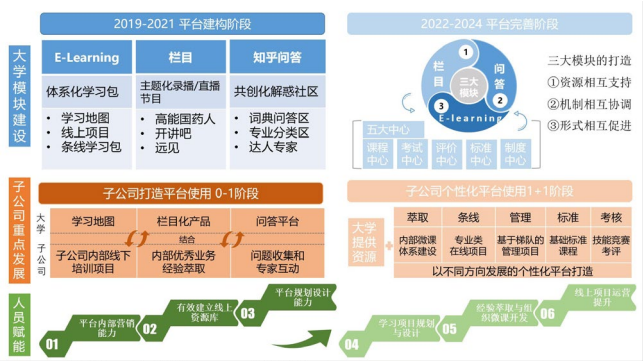 2019-2021 平台建构阶段
2022-2024 平台完善阶段
大学模块建设
E-Learning
栏目
知乎问答
体系化学习包
主题化录播/直播
节目
共创化解惑社区
• 学习地图
• 线上项目
• 条线学习包
• 高能国药人
• 开讲吧
• 远见
• 词典问答区
• 专业分类区
• 达人专家
①
栏目
问答
三大
模块
②
③
E-learning
三大模块的打造
①资源相互支持
②机制相互协调
③形式相互促进
五大中心
课程
中心
考试
中心
评价
中心
标准
中心
制度
中心
子公司重点发展
子公司打造平台使用 0-1阶段
大学
学习地图
栏目化产品
问答平台
结合
子公司
子公司内部线下
培训项目
内部优秀业务
经验萃取
问题收集和
专家互动
子公司个性化平台使用1+1阶段
大学
提供
资源
+
萃取
条线
管理
标准
考核
内部微课
体系建设
专业类
在线项目
基于梯队的
管理项目
基础标准
课程
技能竞赛
考评
以不同方向发展的个性化平台打造
人员赋能
01
平台内部营销
能力
02
有效建立线上
资源库
03
平台规划设计
能力
04
学习项目规划
与设计
05
经验萃取与组
织微课开发
06
线上项目运营
提升